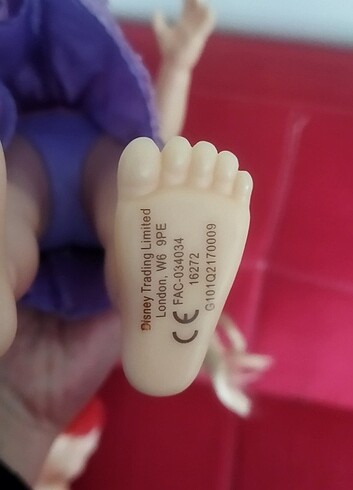 Disney Trading Limited
London, W6 9PE
FAC-034034
16272
CE
G101Q2170009